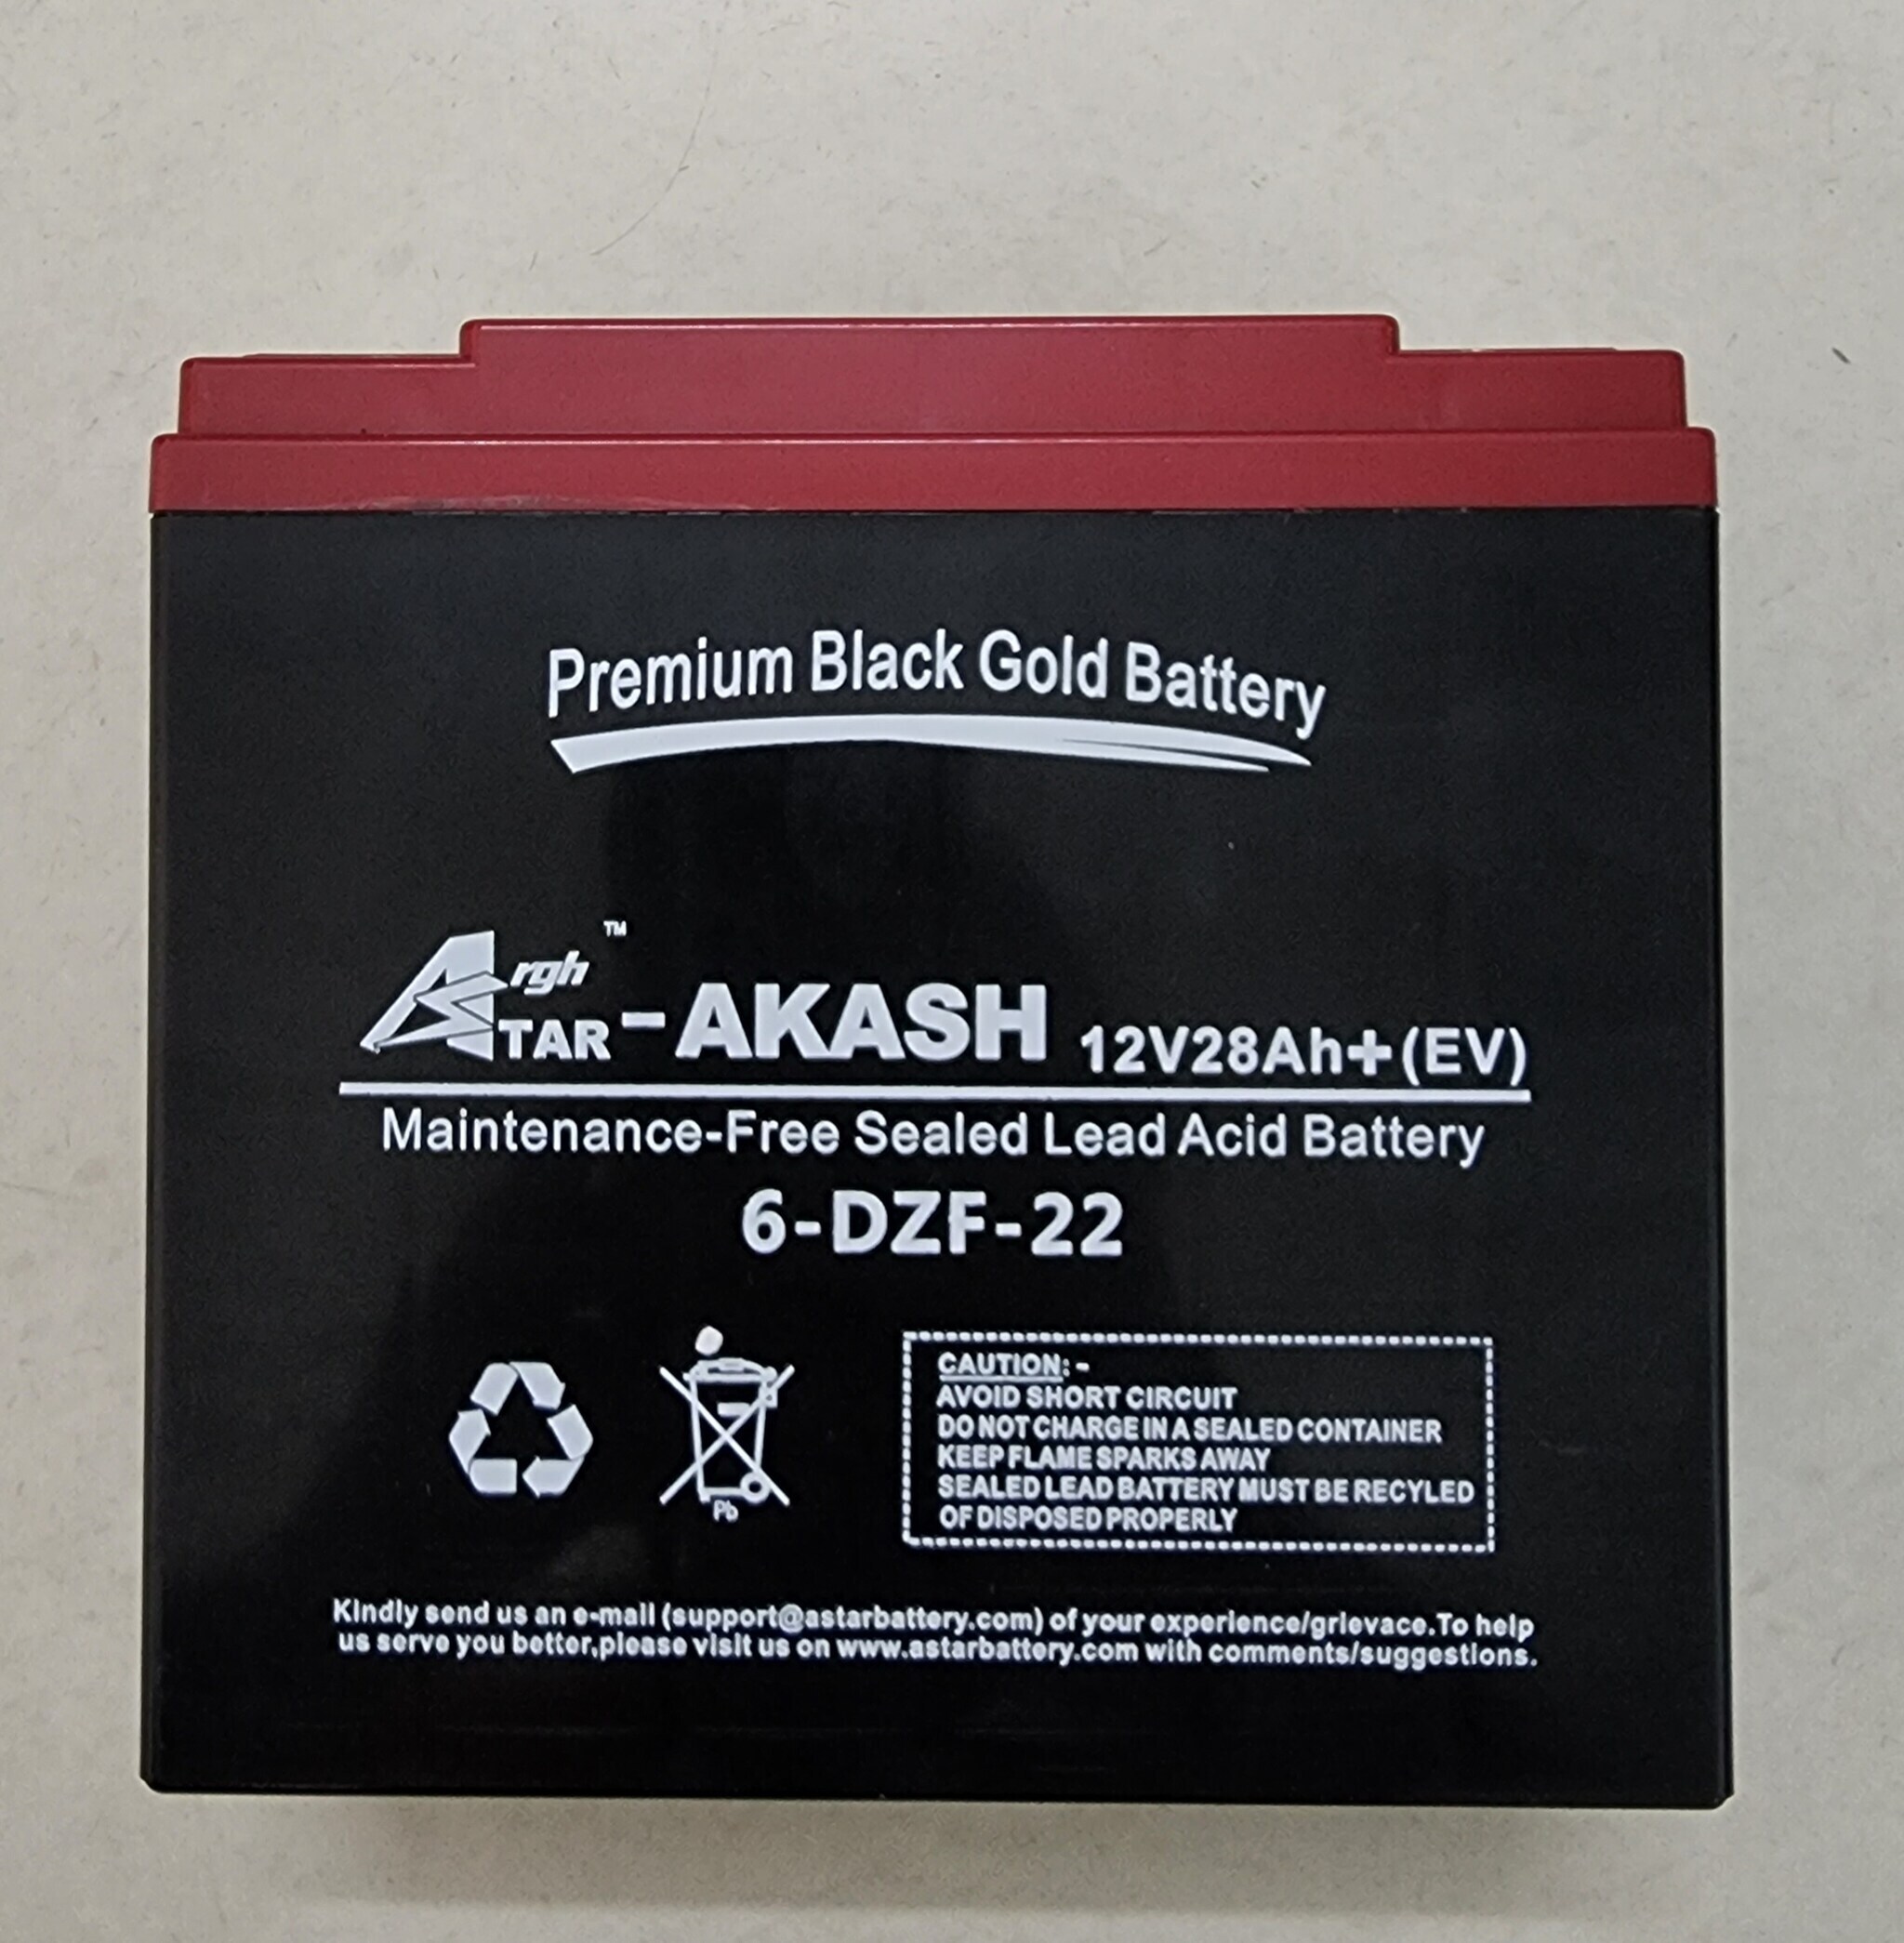 Premium Black Gold Battery
Argh ™
ASTAR-AKASH 12V28Ah+(EV)
Maintenance-Free Sealed Lead Acid Battery
6-DZF-22
Pb
CAUTION:-
AVOID SHORT CIRCUIT
DO NOT CHARGE IN A SEALED CONTAINER
KEEP FLAME SPARKS AWAY
SEALED LEAD BATTERY MUST BE RECYLED
OF DISPOSED PROPERLY
Kindly send us an e-mail (support@astarbattery.com) of your experience/grievace.To help
us serve you better,please visit us on www.astarbattery.com with comments/suggestions.